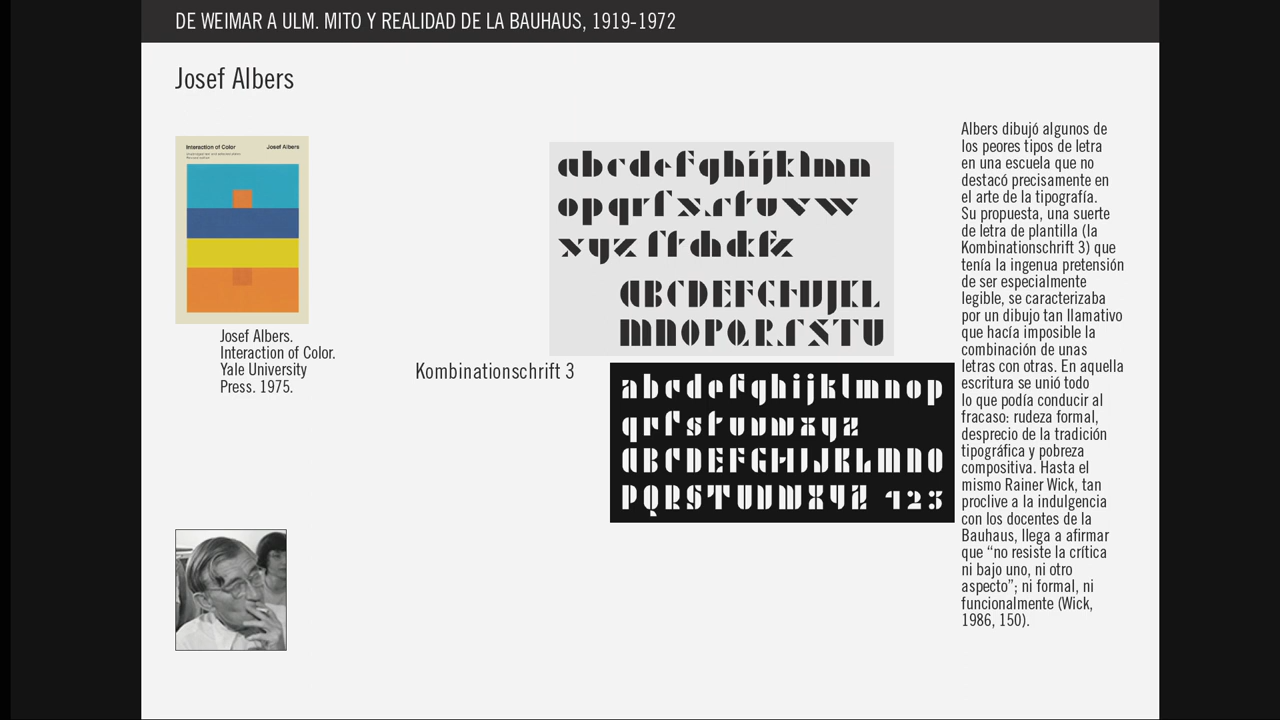 DE WEIMAR A ULM. MITO Y REALIDAD DE LA BAUHAUS, 1919-1972
Josef Albers
Interaction of Color
Josef Albers
Josef Albers.
Interaction of Color.
Yale University
Press. 1975.
Kombinationschrift 3
abcdefghijklmn
opqrſsxſtuvw
xyz ſtchckfz
ABCDEFGHIJKL
MNOPQRSTU
abcdefghijklmnop
qrſstuvwxyz
ABCDEFGHIJKLMNO
PQRSTUVWXYZ 123
Albers dibujó algunos de
los peores tipos de letra
en una escuela que no
destacó precisamente en
el arte de la tipografía.
Su propuesta, una suerte
de letra de plantilla (la
Kombinationschrift 3) que
tenía la ingenua pretensión
de ser especialmente
legible, se caracterizaba
por un dibujo tan llamativo
que hacía imposible la
combinación de unas
letras con otras. En aquella
escritura se unió todo
lo que podía conducir al
fracaso: rudeza formal,
desprecio de la tradición
tipográfica y pobreza
compositiva. Hasta el
mismo Rainer Wick, tan
proclive a la indulgencia
con los docentes de la
Bauhaus, llega a afirmar
que “no resiste la crítica
ni bajo uno, ni otro
aspecto”; ni formal, ni
funcionalmente (Wick,
1986, 150).